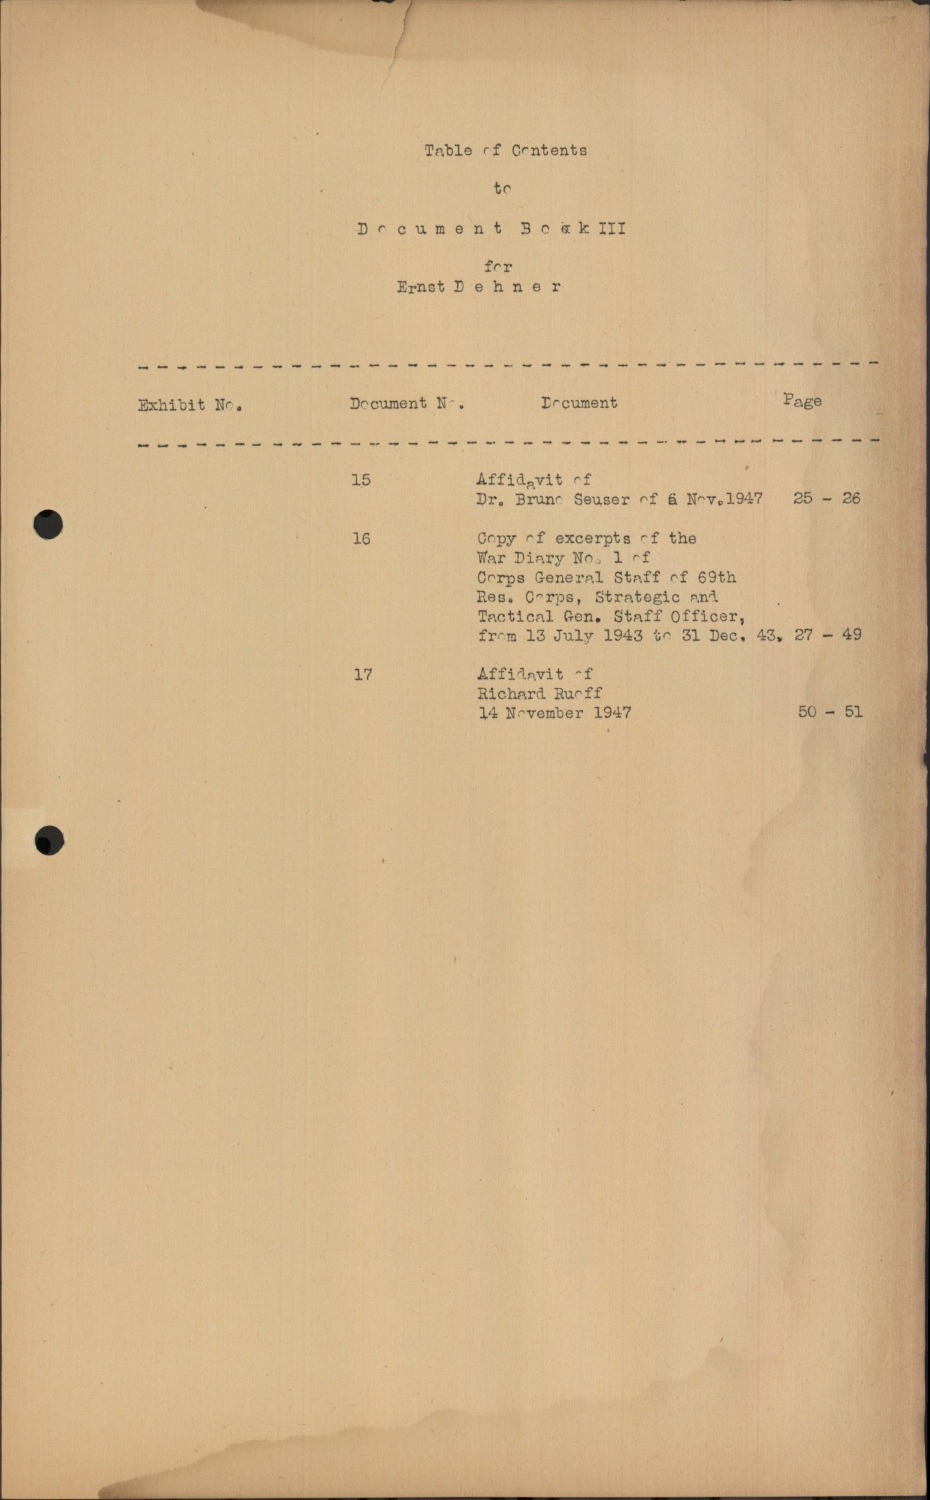 Table of Contents
to
D o c u m e n t  B o o k III
for
Ernst D e h n e r
Exhibit No. Document No. Document Page
15 Affidavit of
Dr. Bruno Seuser of 6 Nov.1947 25 - 26
16 Copy of excerpts of the
War Diary No. 1 of
Corps General Staff of 69th
Res. Corps, Strategic and
Tactical Gen. Staff Officer,
from 13 July 1943 to 31 Dec. 43. 27 - 49
17 Affidavit of
Richard Ruoff
14 November 1947 50 - 51